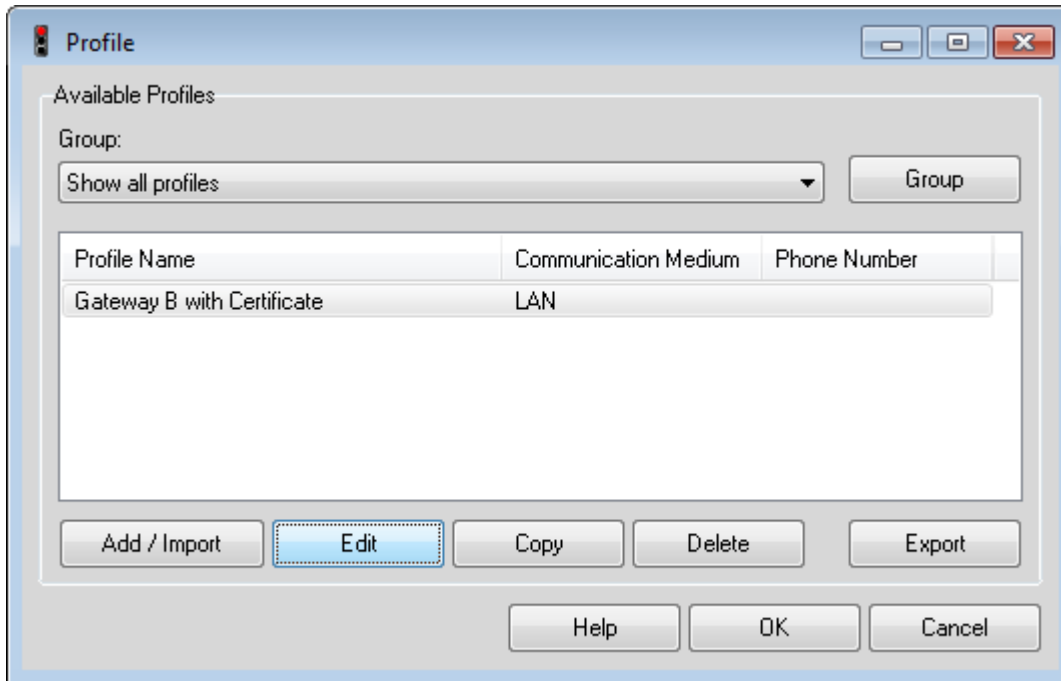 Profile
Available Profiles
Group:
Show all profiles
Group
Profile Name Communication Medium Phone Number
Gateway B with Certificate LAN
Add / Import Edit Copy Delete Export
Help OK Cancel